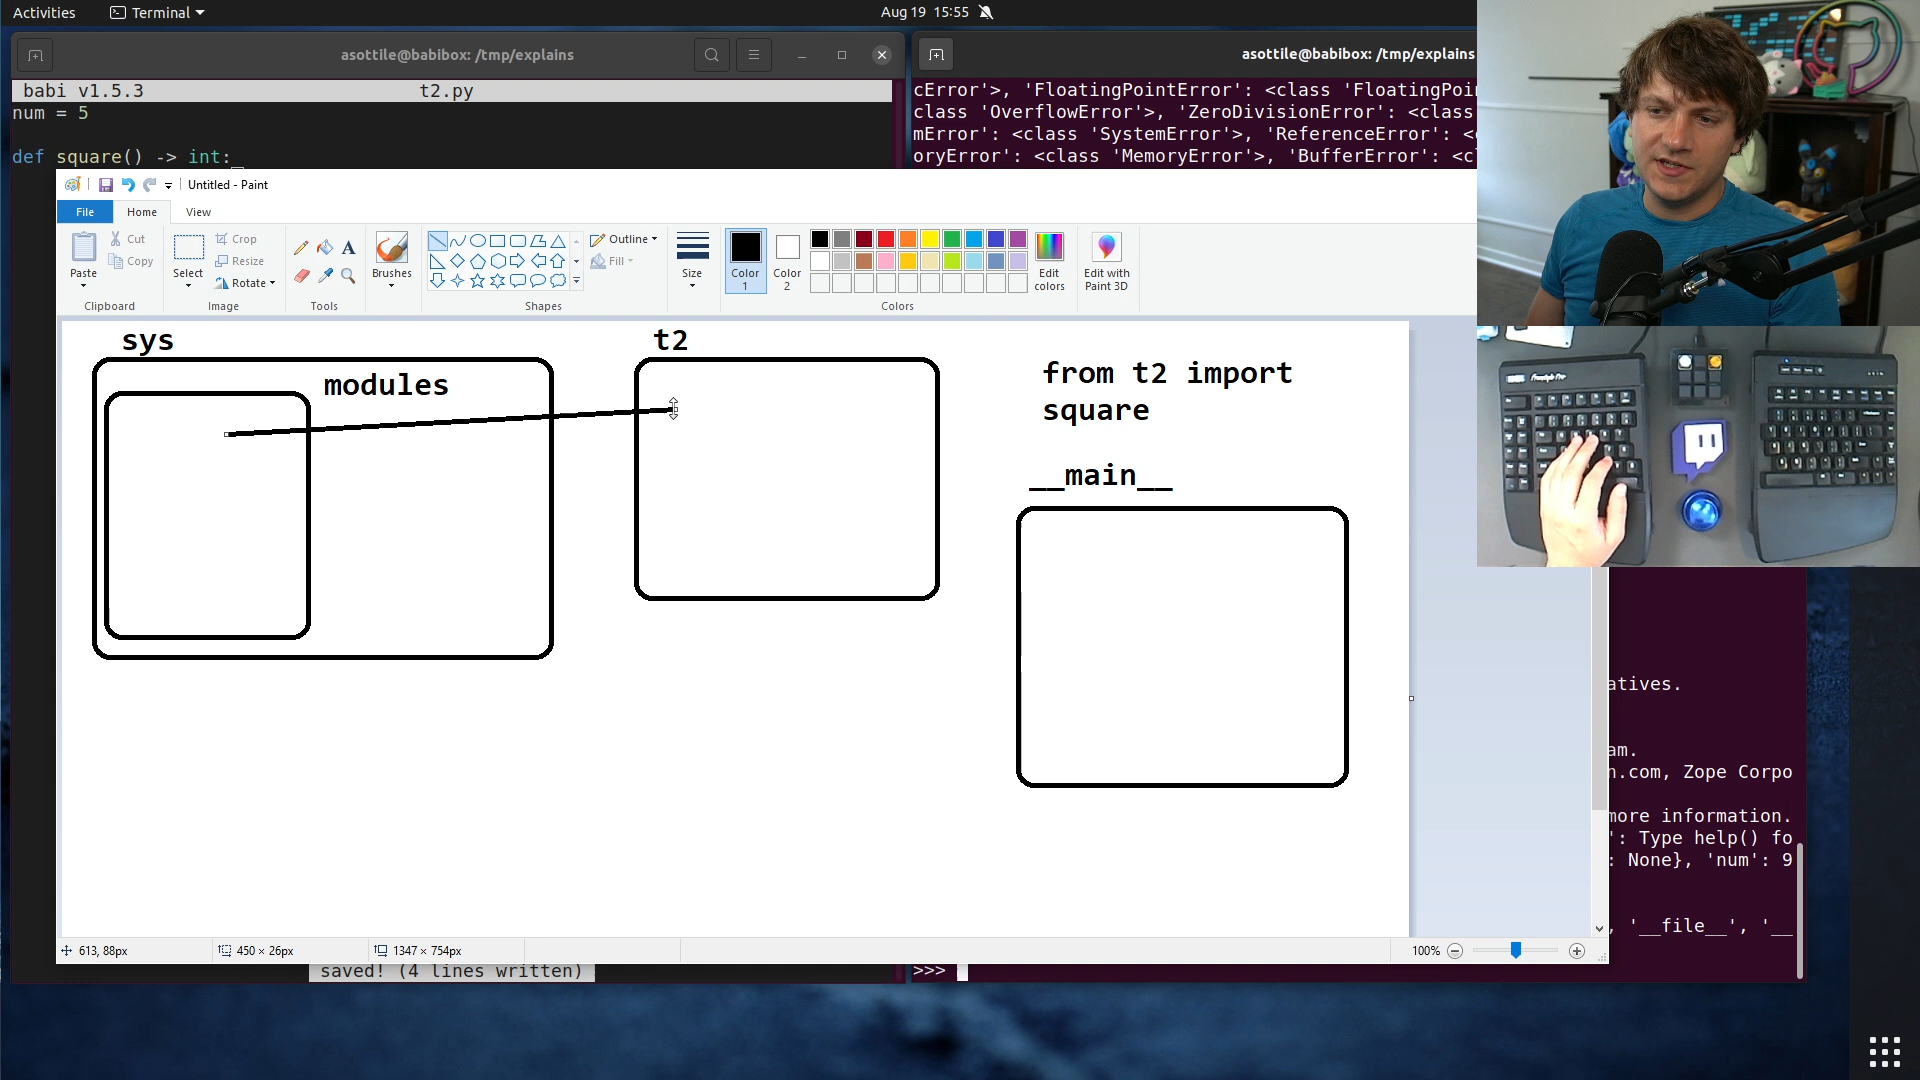 Activities
Terminal
Aug 19 15:55
asottile@babibox: /tmp/explains
asottile@babibox: /tmp/explains
babi v1.5.3
t2.py
num = 5
def square() -> int:
cError'>, 'FloatingPointError': <class 'FloatingPoi
class 'OverflowError'>, 'ZeroDivisionError': <class
mError': <class 'SystemError'>, 'ReferenceError': <
oryError': <class 'MemoryError'>, 'BufferError': <cl
Untitled - Paint
File
Home
View
Paste
Cut
Copy
Clipboard
Select
Crop
Resize
Rotate
Image
Tools
Brushes
Outline
Fill
Shapes
Size
Color
1
Color
2
Edit
colors
Colors
Edit with
Paint 3D
sys
modules
t2
from t2 import
square
__main__
613, 88px
450 × 26px
1347 × 754px
100%
saved! (4 lines written)
atives.
am.
n.com, Zope Corpo
more information.
': Type help() fo
: None}, 'num': 9
, '__file__', '__
>>>